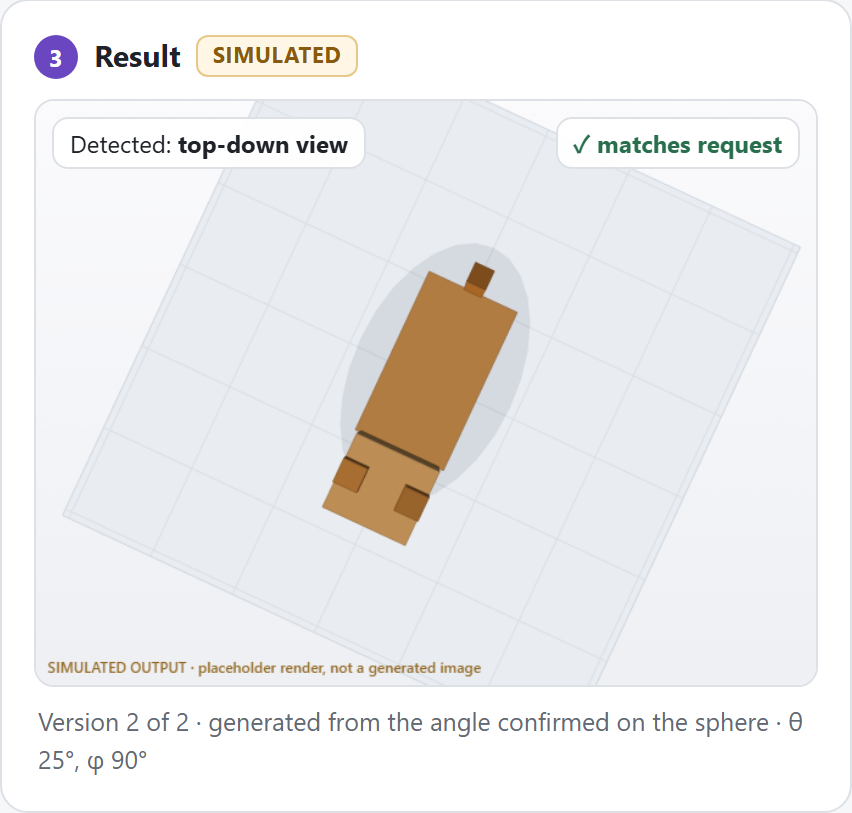 3 Result SIMULATED
Detected: top-down view ✓ matches request
SIMULATED OUTPUT · placeholder render, not a generated image
Version 2 of 2 · generated from the angle confirmed on the sphere · θ
25°, φ 90°